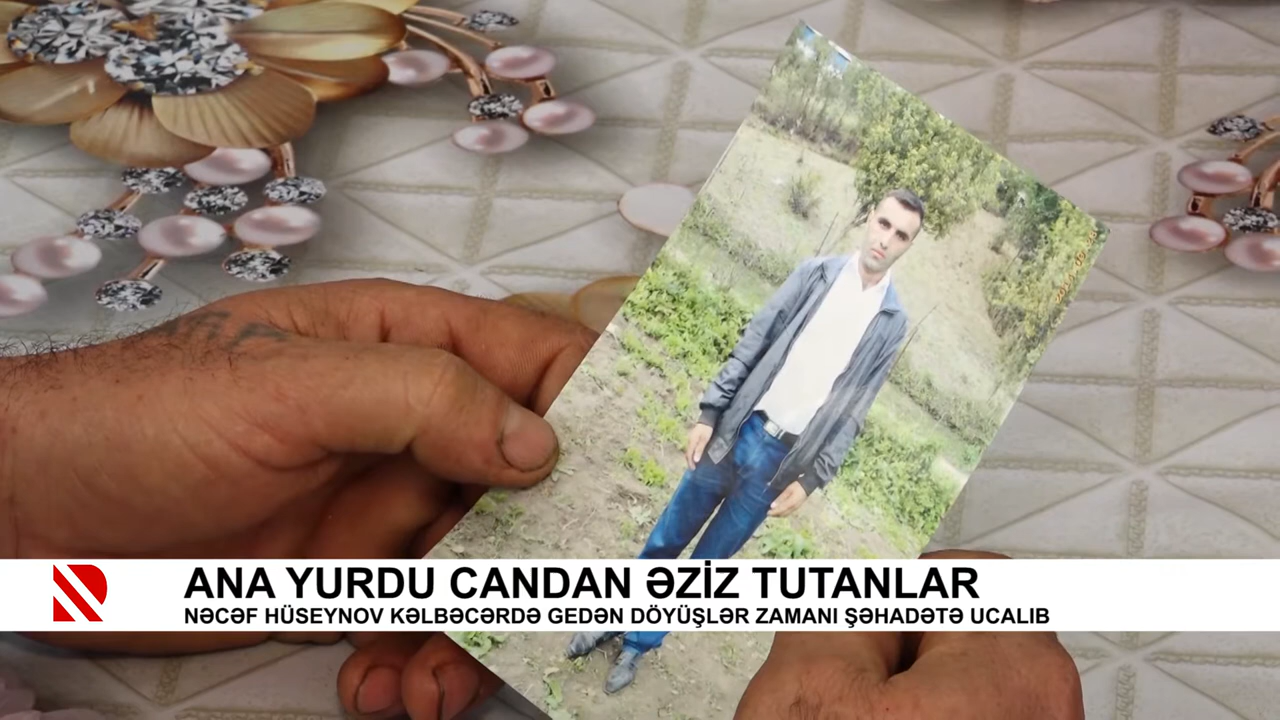 ANA YURDU CANDAN ƏZİZ TUTANLAR
NƏCƏF HÜSEYNOV KƏLBƏCƏRDƏ GEDƏN DÖYÜŞLƏR ZAMANI ŞƏHADƏTƏ UCALIB